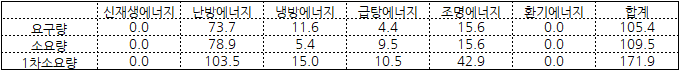 신재생에너지 난방에너지 냉방에너지 급탕에너지 조명에너지 환기에너지 합계
요구량 0.0 73.7 11.6 4.4 15.6 0.0 105.4
소요량 0.0 78.9 5.4 9.5 15.6 0.0 109.5
1차소요량 0.0 103.5 15.0 10.5 42.9 0.0 171.9